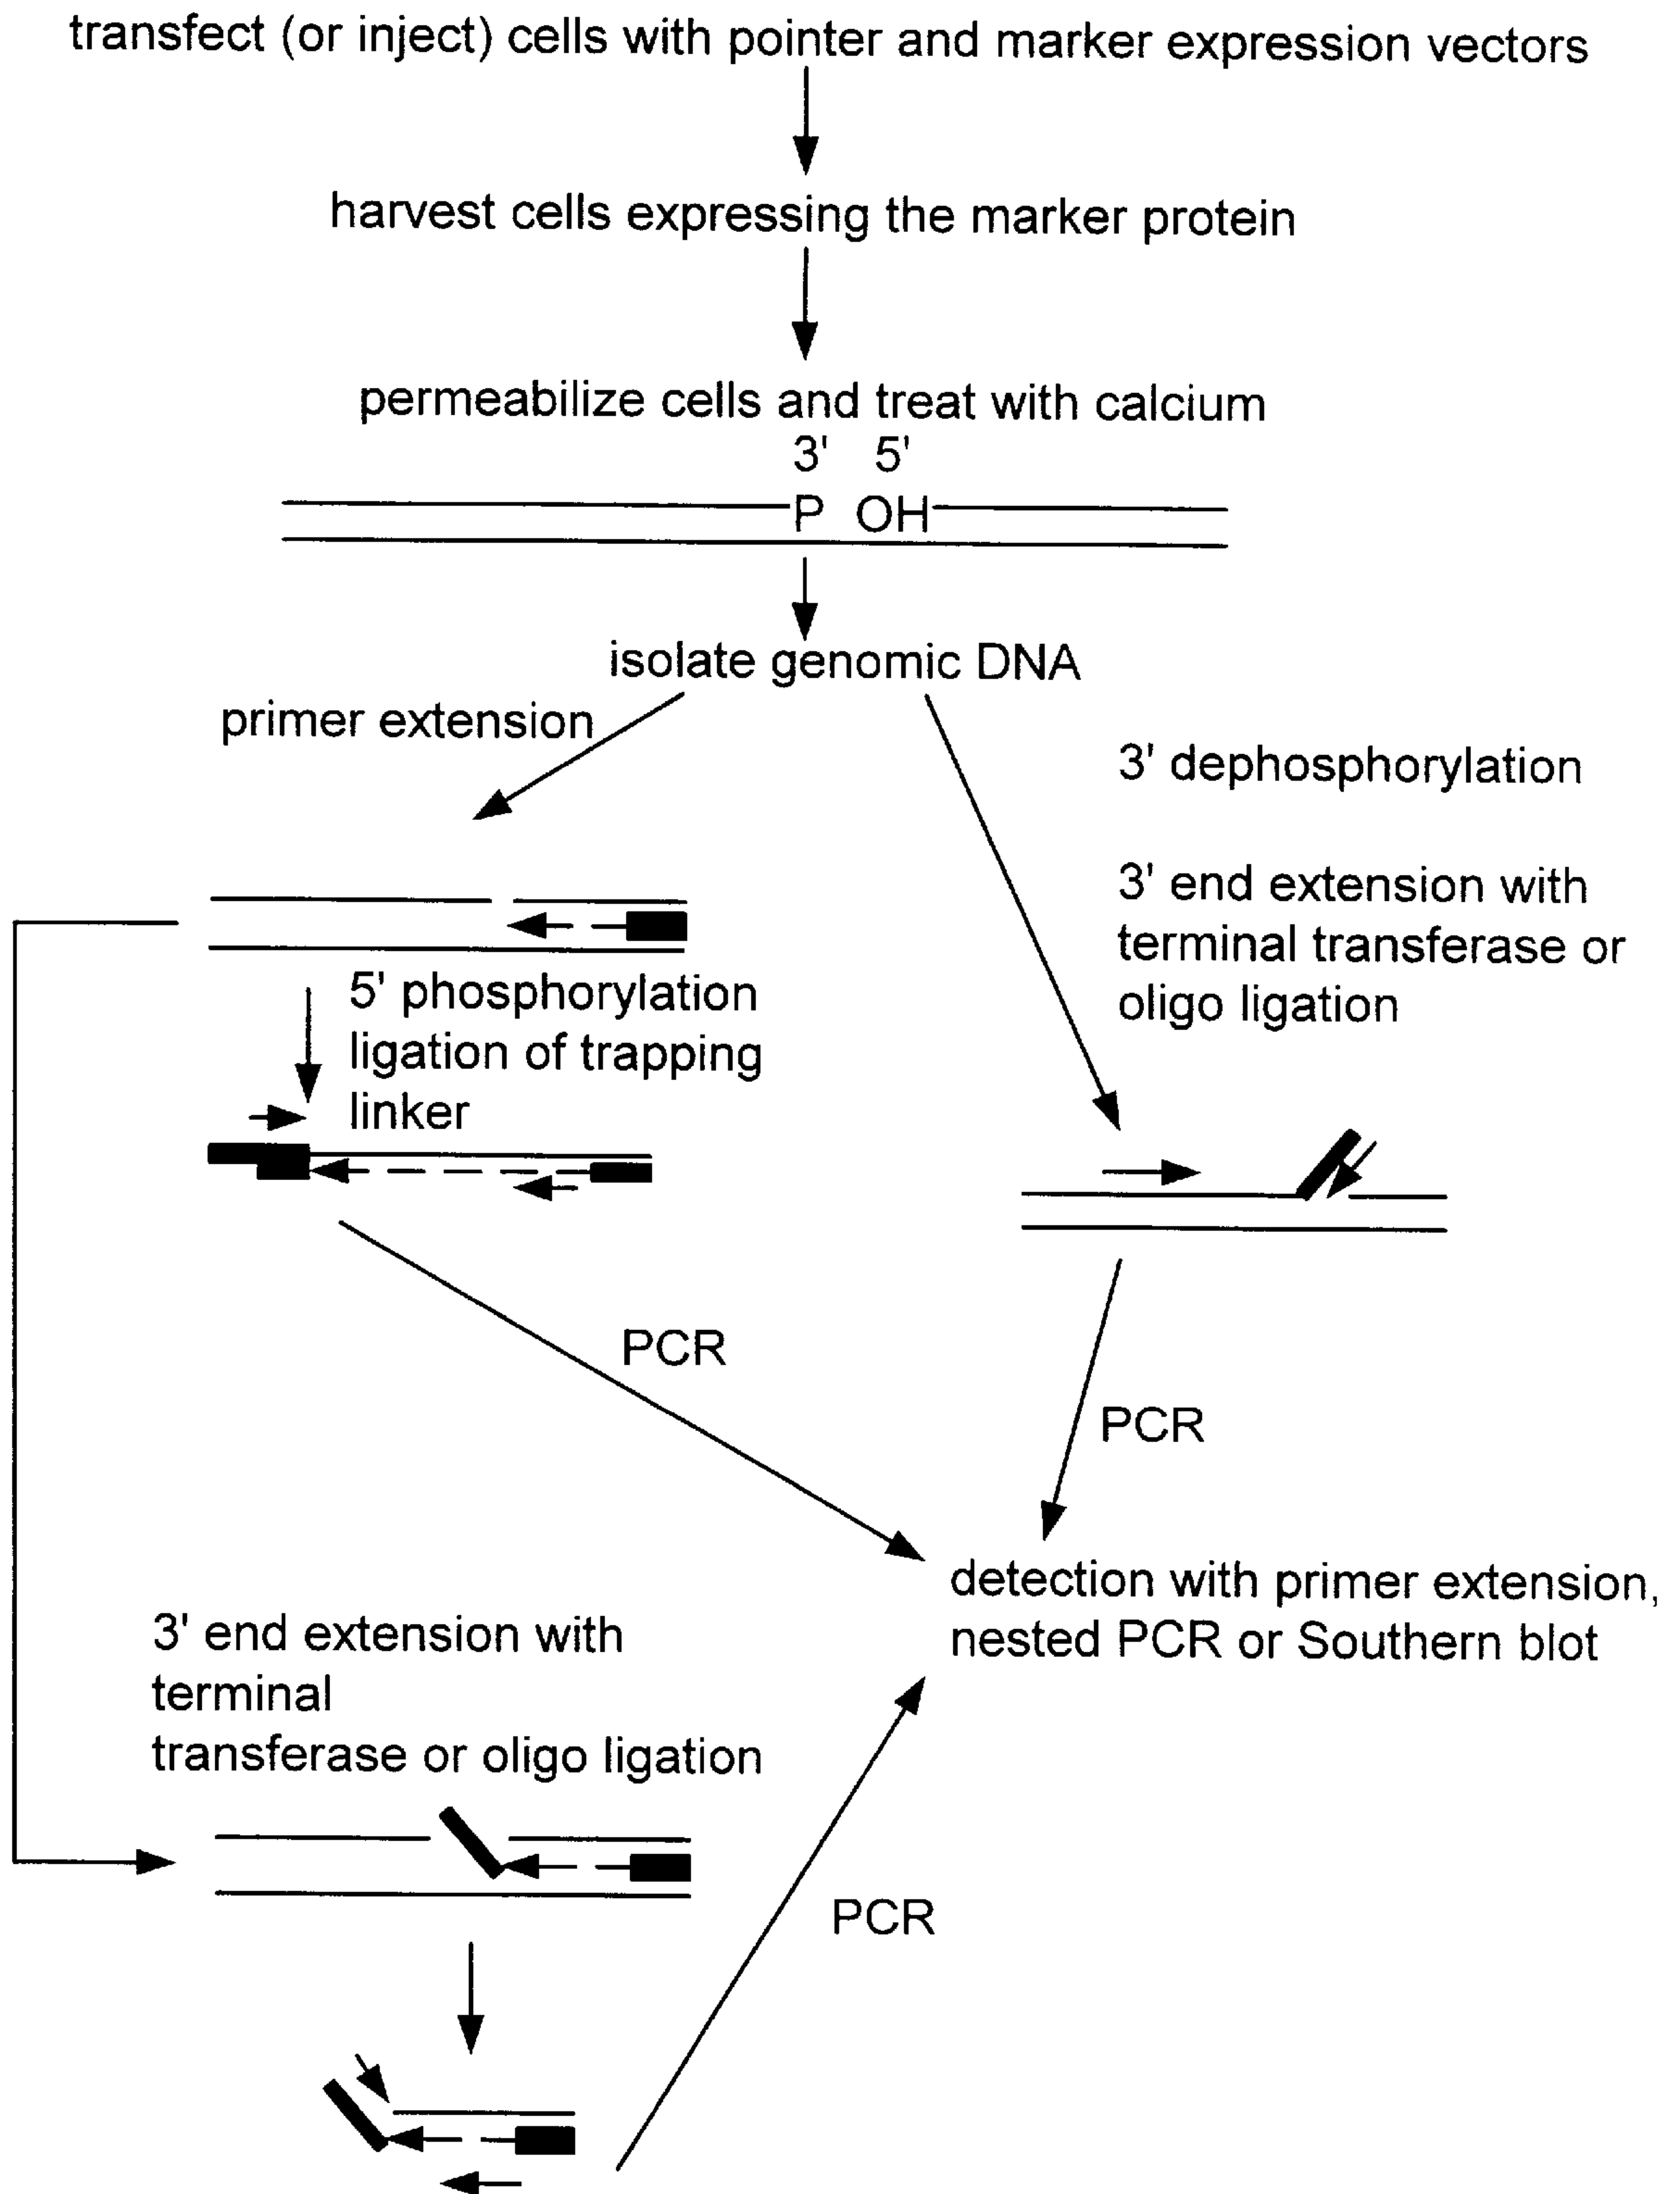 transfect (or inject) cells with pointer and marker expression vectors
harvest cells expressing the marker protein
permeabilize cells and treat with calcium
3' 5'
P OH
isolate genomic DNA
primer extension
3' dephosphorylation
3' end extension with
terminal transferase or
oligo ligation
5' phosphorylation
ligation of trapping
linker
PCR
PCR
detection with primer extension,
nested PCR or Southern blot
3' end extension with
terminal
transferase or oligo ligation
PCR